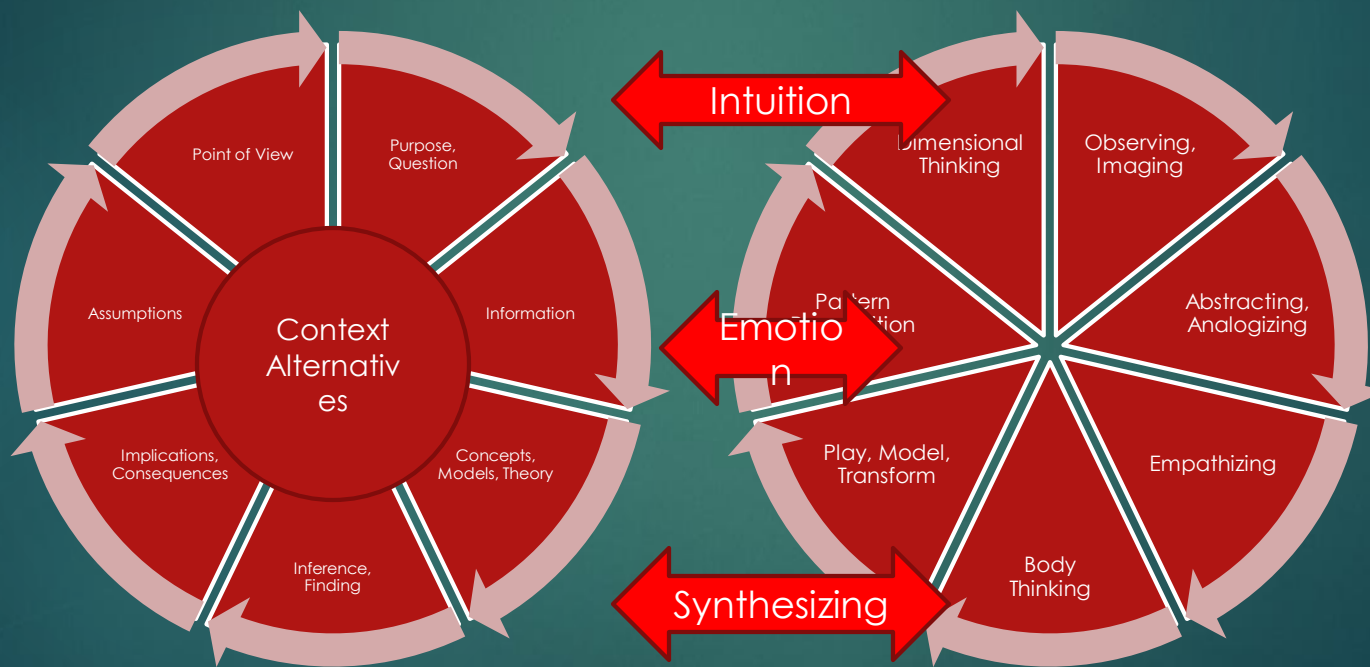 Point of View
Purpose,
Question
Information
Concepts,
Models, Theory
Inference,
Finding
Implications,
Consequences
Assumptions
Context
Alternativ
es
Intuition
Emotio
n
Synthesizing
Observing,
Imaging
Abstracting,
Analogizing
Empathizing
Body
Thinking
Play, Model,
Transform
Pattern
Dimensional
Thinking